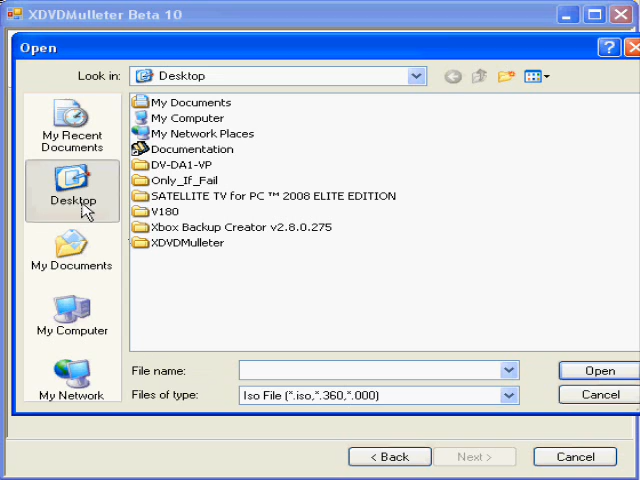 XDVDMulleter Beta 10
Open
Look in:
Desktop
My Recent
Documents
Desktop
My Documents
My Computer
My Network
My Documents
My Computer
My Network Places
Documentation
DV-DA1-VP
Only_If_Fail
SATELLITE TV for PC ™ 2008 ELITE EDITION
V180
Xbox Backup Creator v2.8.0.275
XDVDMulleter
File name:
Open
Files of type:
Iso File (*.iso,*.360,*.000)
Cancel
< Back
Next >
Cancel